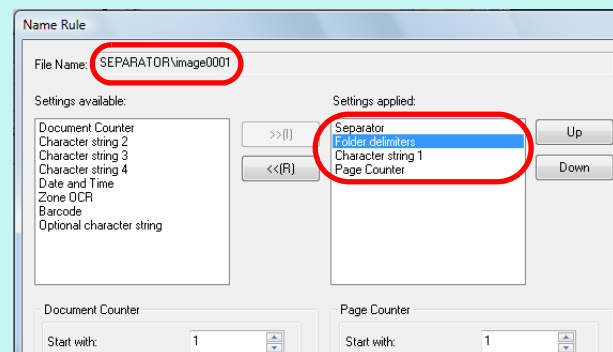 Name Rule
File Name: SEPARATOR\image0001
Settings available:
Settings applied:
Document Counter
Character string 2
Character string 3
Character string 4
Date and Time
Zone OCR
Barcode
Optional character string
>>(I)
<<(R)
Separator
Folder delimiters
Character string 1
Page Counter
Up
Down
Document Counter
Start with: 1
Page Counter
Start with: 1